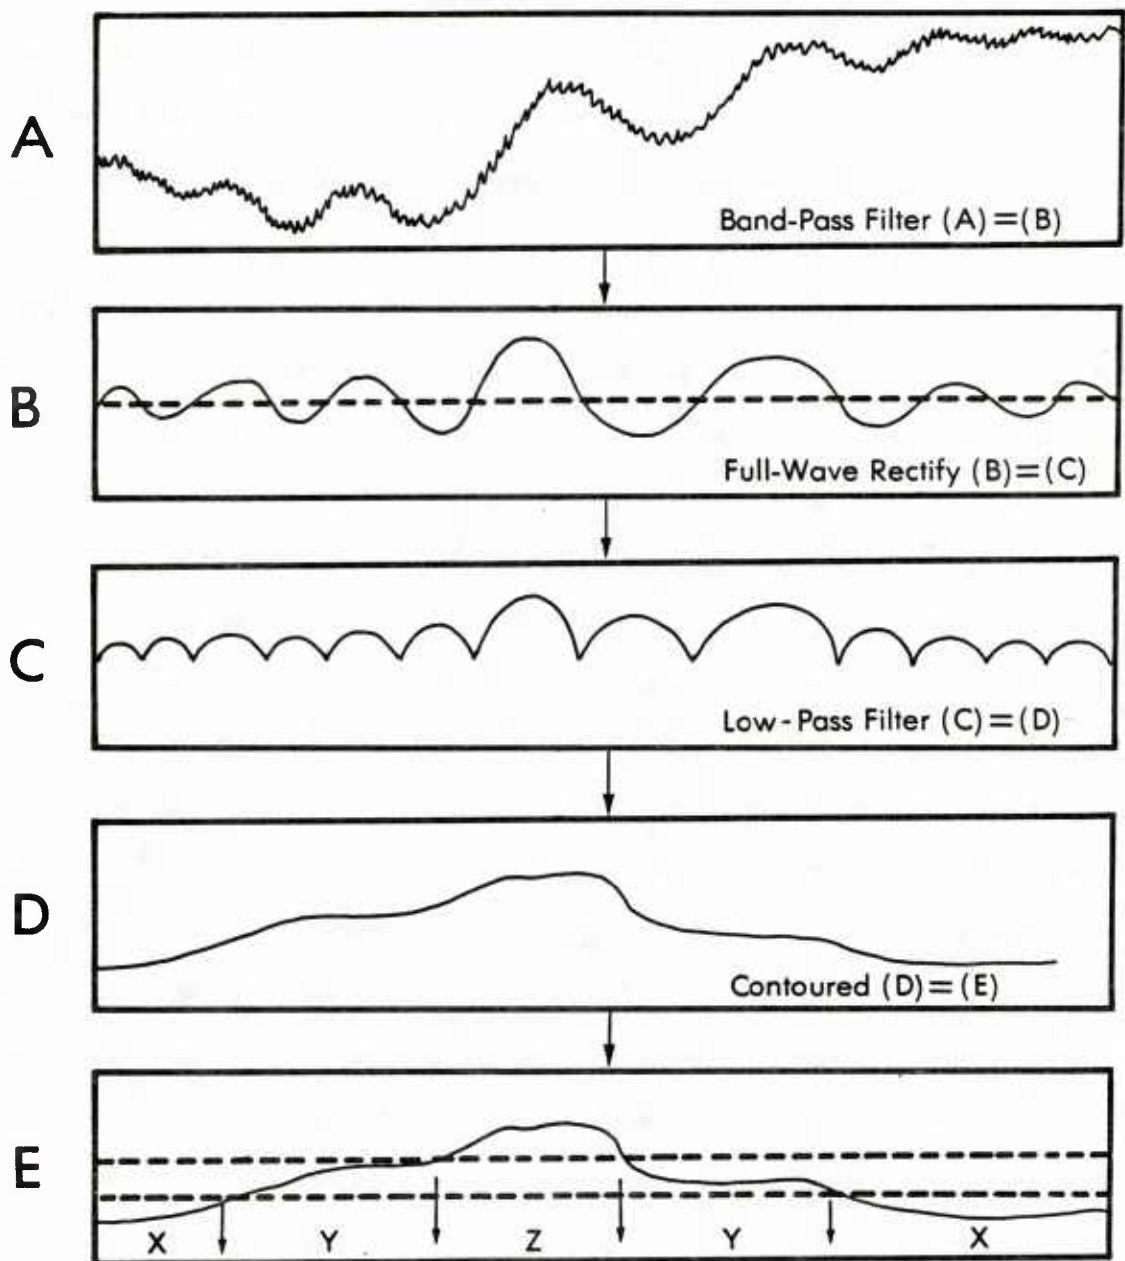 A
Band-Pass Filter (A)=(B)
B
Full-Wave Rectify (B)=(C)
C
Low-Pass Filter (C)=(D)
D
Contoured (D)=(E)
E
X Y Z Y X